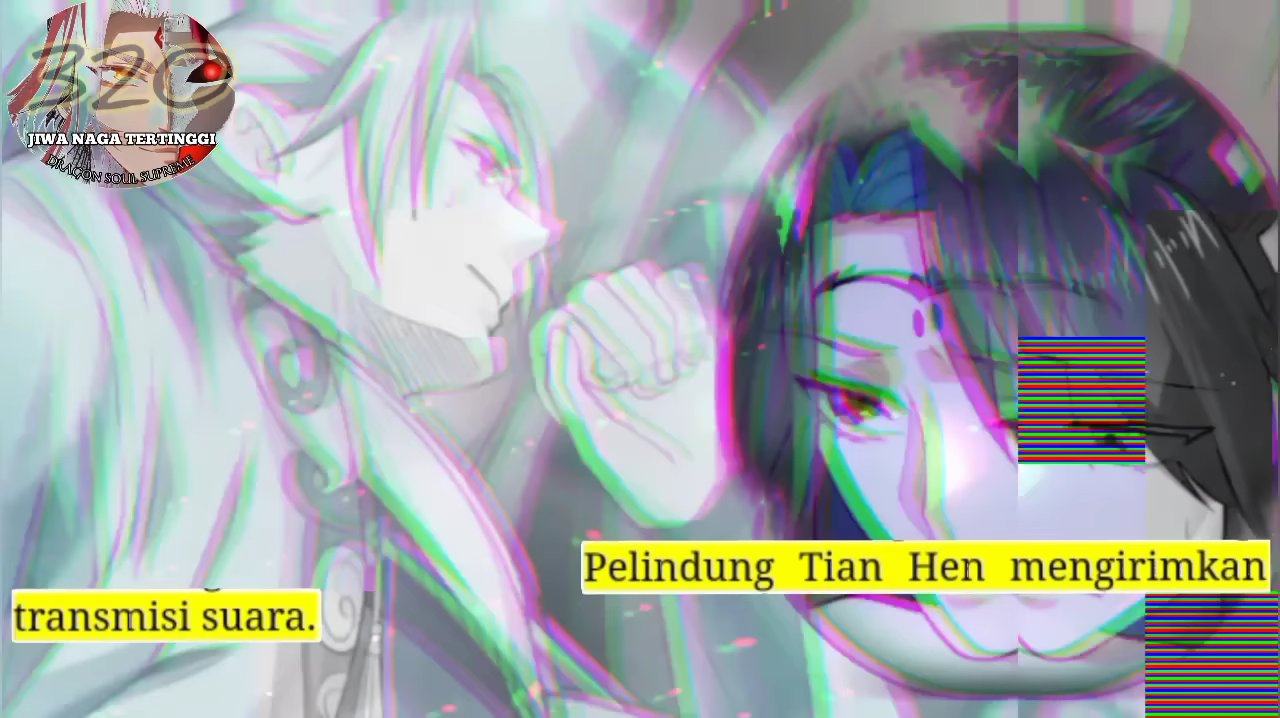 320
JIWA NAGA TERTINGGI
DRAGON SOUL SUPREME
Pelindung Tian Hen mengirimkan
transmisi suara.